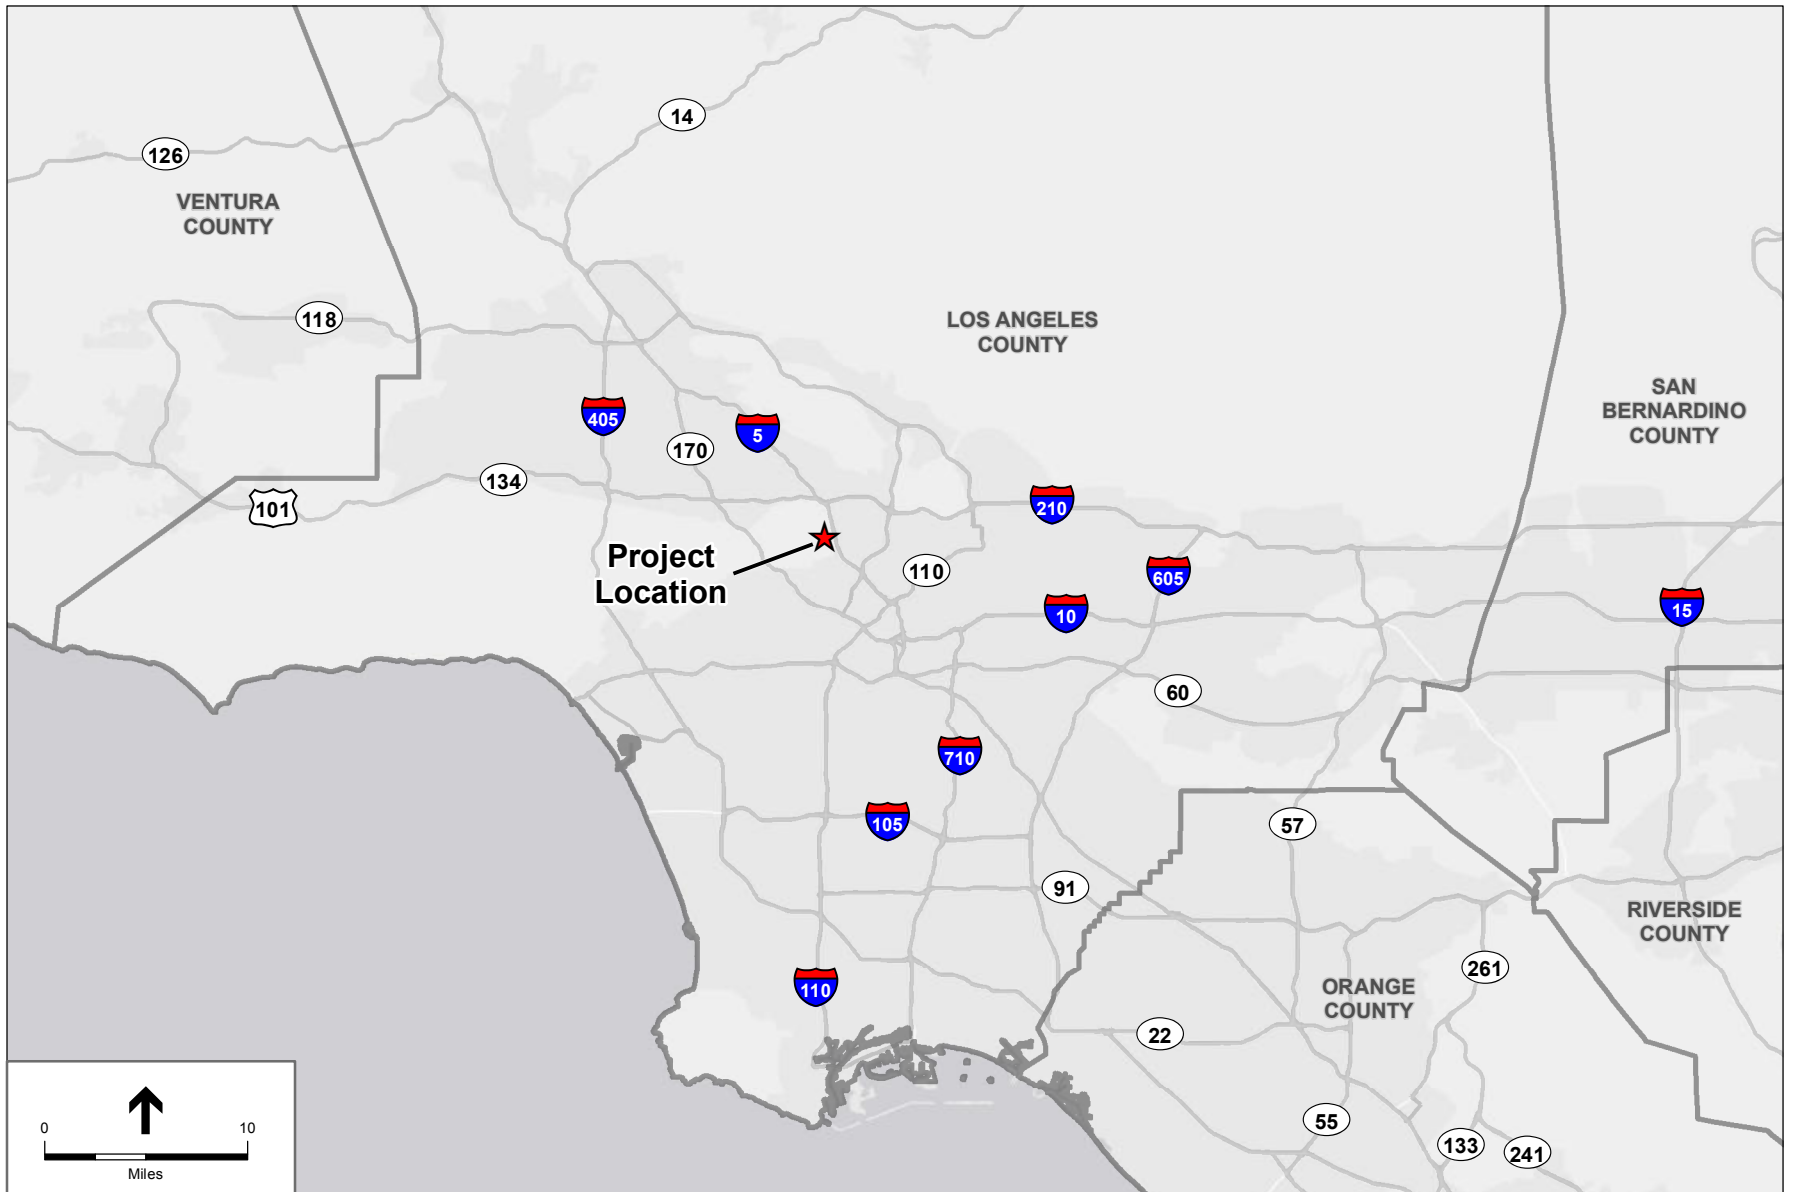 14
126
VENTURA
COUNTY
118
LOS ANGELES
COUNTY
SAN
BERNARDINO
COUNTY
405
5
170
134
101
210
Project
Location
110
605
10
15
60
710
105
57
91
RIVERSIDE
COUNTY
261
110
ORANGE
COUNTY
22
55
133
241
0
10
Miles